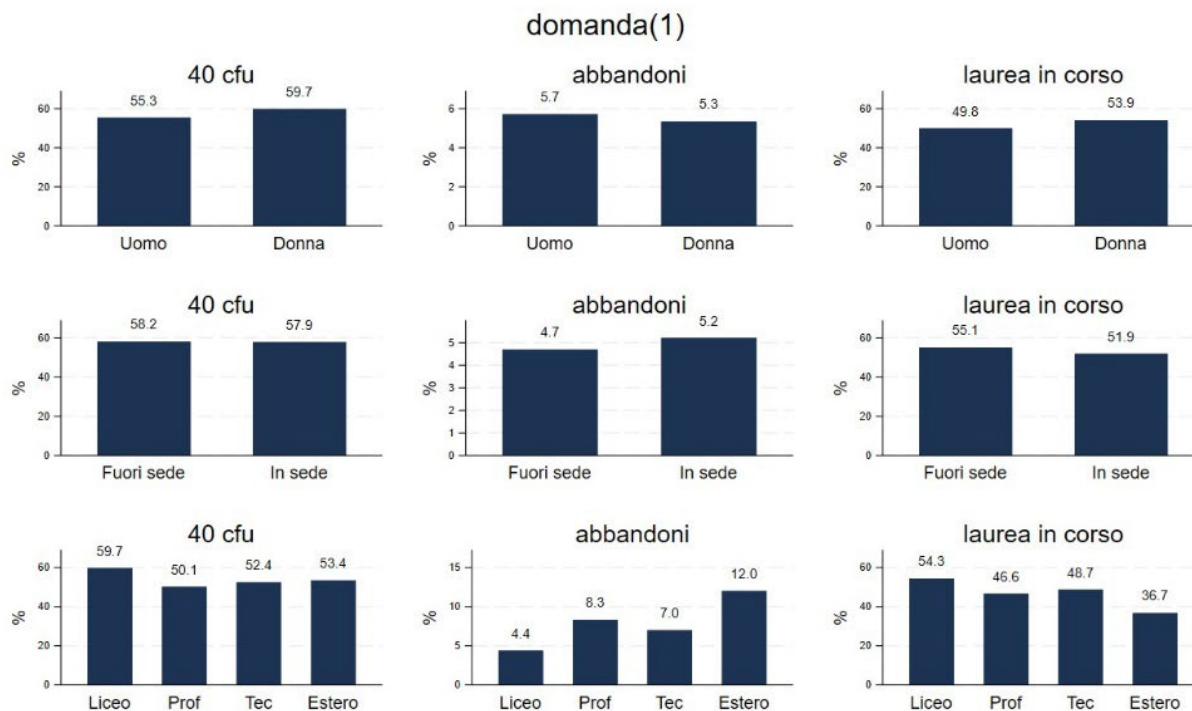 domanda(1)
40 cfu
abbandoni
laurea in corso
55.3
59.7
5.7
5.3
49.8
53.9
60
40
20
0
%
6
4
2
0
%
60
40
20
0
%
Uomo
Donna
Uomo
Donna
Uomo
Donna
40 cfu
abbandoni
laurea in corso
58.2
57.9
4.7
5.2
55.1
51.9
60
40
20
0
%
5
4
3
2
1
0
%
60
40
20
0
%
Fuori sede
In sede
Fuori sede
In sede
Fuori sede
In sede
40 cfu
abbandoni
laurea in corso
59.7
50.1
52.4
53.4
4.4
8.3
7.0
12.0
54.3
46.6
48.7
36.7
60
40
20
0
%
15
10
5
0
%
60
40
20
0
%
Liceo
Prof
Tec
Estero
Liceo
Prof
Tec
Estero
Liceo
Prof
Tec
Estero